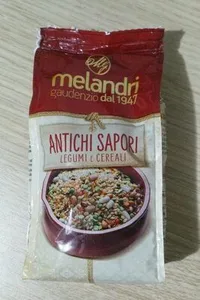 melandri
gaudenzio dal 1947
ANTICHI SAPORI
LEGUMI E CEREALI